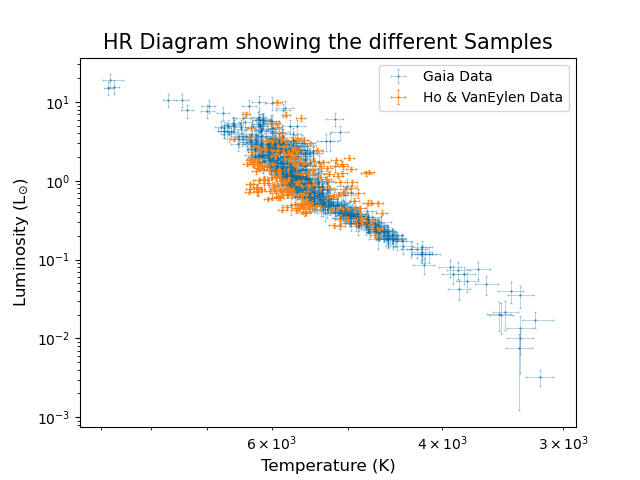 HR Diagram showing the different Samples
Gaia Data
Ho & VanEylen Data
10¹
10⁰
10⁻¹
10⁻²
10⁻³
Luminosity (L⊙)
6 × 10³
4 × 10³
3 × 10³
Temperature (K)